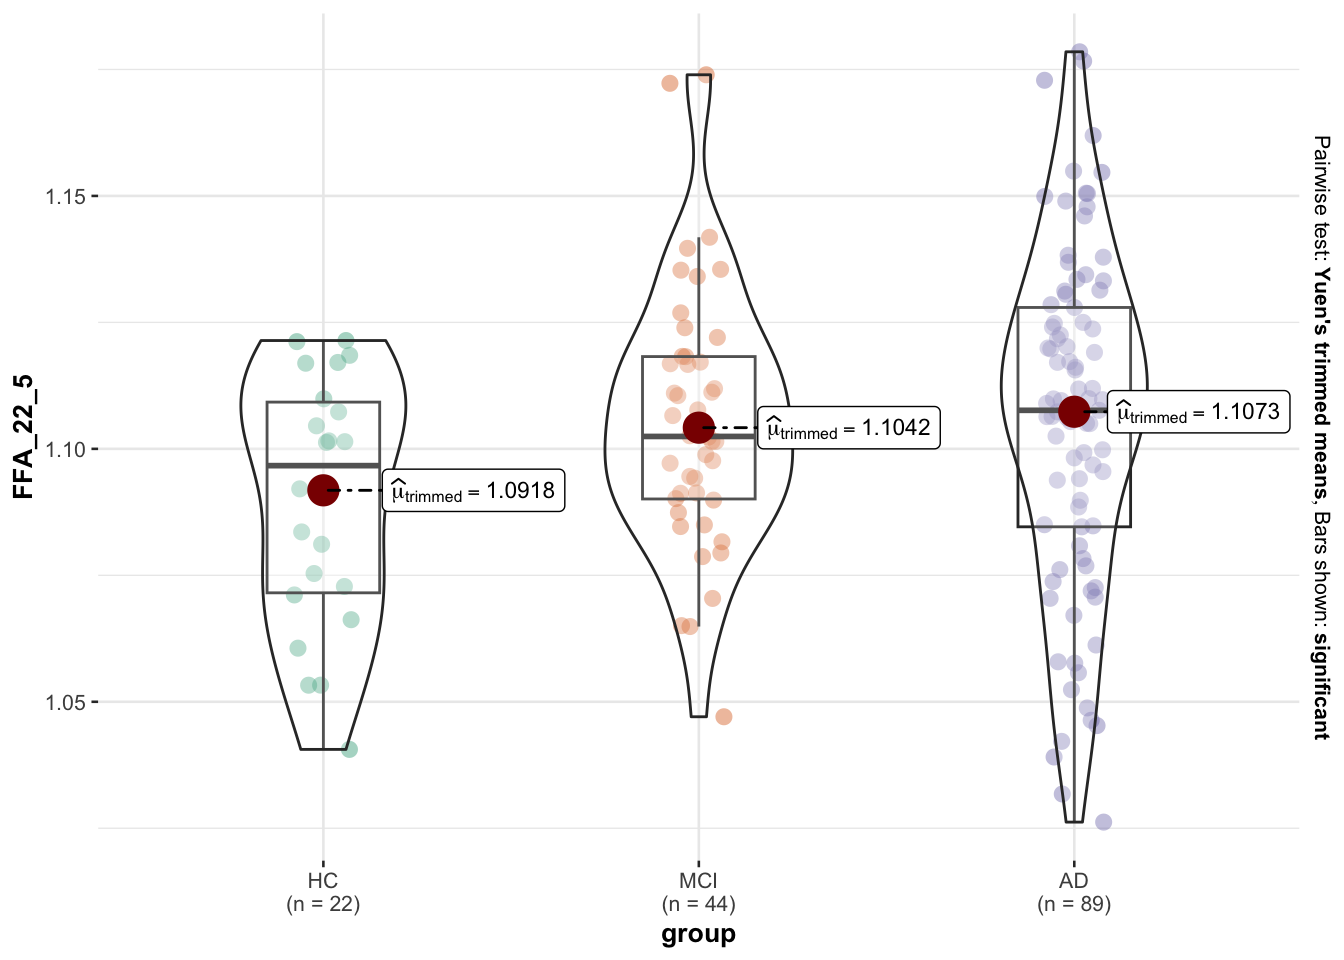 FFA_22_5
1.15
1.10
1.05
μ̂trimmed = 1.0918
μ̂trimmed = 1.1042
μ̂trimmed = 1.1073
HC
(n = 22)
MCI
(n = 44)
AD
(n = 89)
group
Pairwise test: Yuen's trimmed means, Bars shown: significant